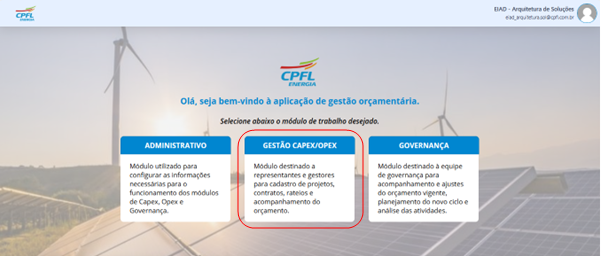 CPFL
ENERGIA
EIAD - Arquitetura de Soluções
eiad_arquitetura.sol@cpfl.com.br
CPFL
ENERGIA
Olá, seja bem-vindo à aplicação de gestão orçamentária.
Selecione abaixo o módulo de trabalho desejado.
ADMINISTRATIVO
Módulo utilizado para
configurar as informações
necessárias para o
funcionamento dos módulos
de Capex, Opex e
Governança.
GESTÃO CAPEX/OPEX
Módulo destinado a
representantes e gestores
para cadastro de projetos,
contratos, rateios e
acompanhamento do
orçamento.
GOVERNANÇA
Módulo destinado à equipe
de governança para
acompanhamento e ajustes
do orçamento vigente,
planejamento do novo ciclo e
análise das atividades.